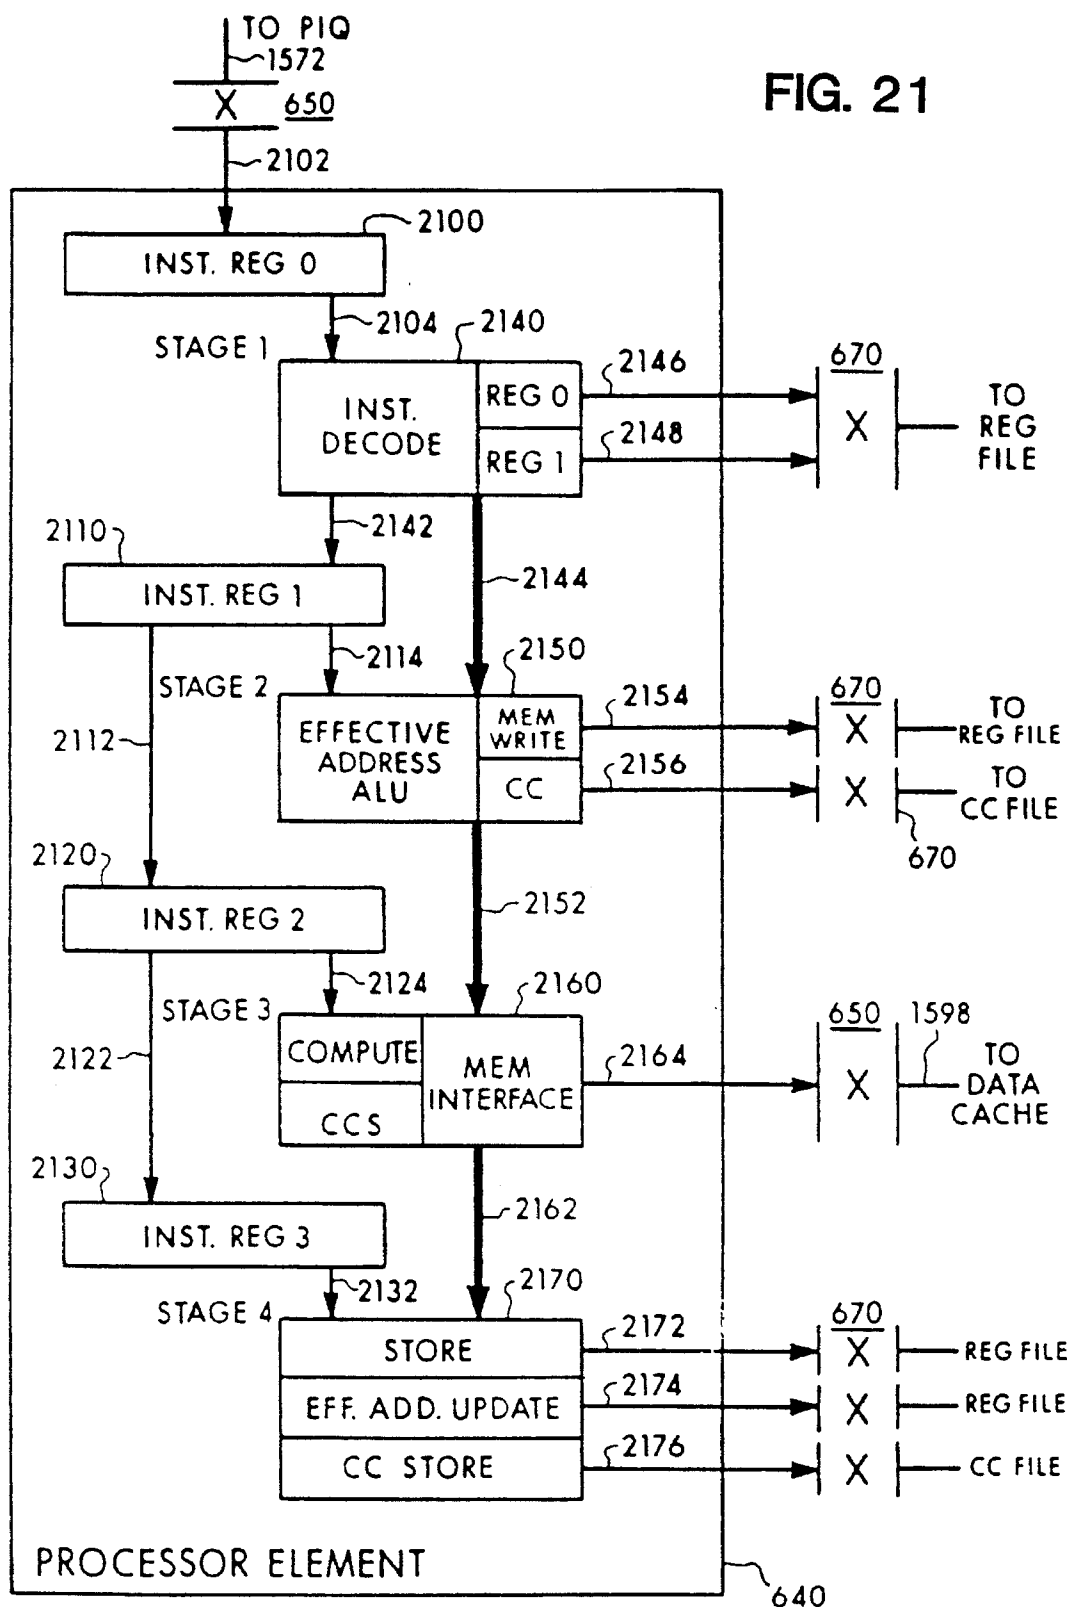 TO PIQ
1572
FIG. 21
X
650
2102
2100
INST. REG 0
2104
2140
STAGE 1
INST.
DECODE
REG 0
REG 1
2146
2148
670
X
TO
REG
FILE
2142
2110
INST. REG 1
2144
2114
2150
STAGE 2
2112
EFFECTIVE
ADDRESS
ALU
MEM
WRITE
CC
2154
2156
670
X
X
TO
REG FILE
TO
CC FILE
670
2120
INST. REG 2
2152
2124
2160
STAGE 3
2122
COMPUTE
CCS
MEM
INTERFACE
2164
650
X
1598
TO
DATA
CACHE
2130
INST. REG 3
2162
2132
2170
STAGE 4
STORE
EFF. ADD. UPDATE
CC STORE
2172
2174
2176
670
X
X
X
REG FILE
REG FILE
CC FILE
PROCESSOR ELEMENT
640